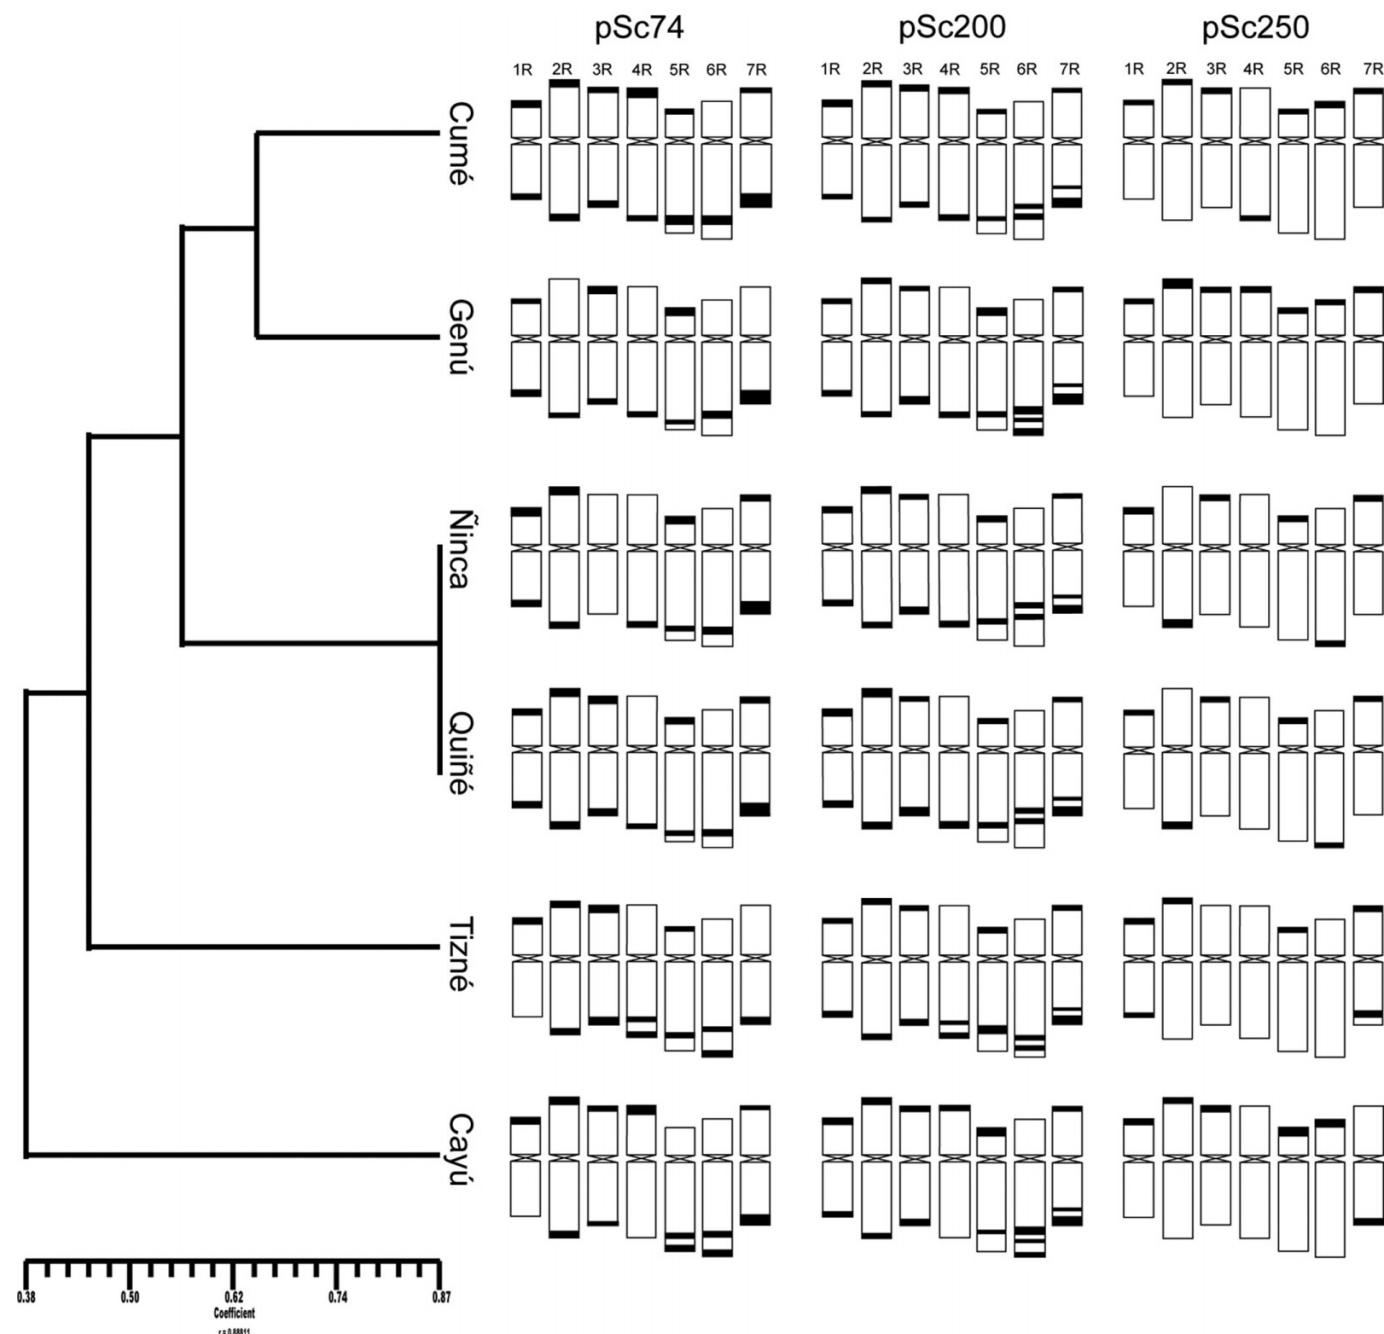 pSc74 pSc200 pSc250
1R 2R 3R 4R 5R 6R 7R 1R 2R 3R 4R 5R 6R 7R 1R 2R 3R 4R 5R 6R 7R
Cumé
Genú
Ñinca
Quiñé
Tizné
Cayú
0.38 0.50 0.62 0.74 0.87
Coefficient
r = 0.88811